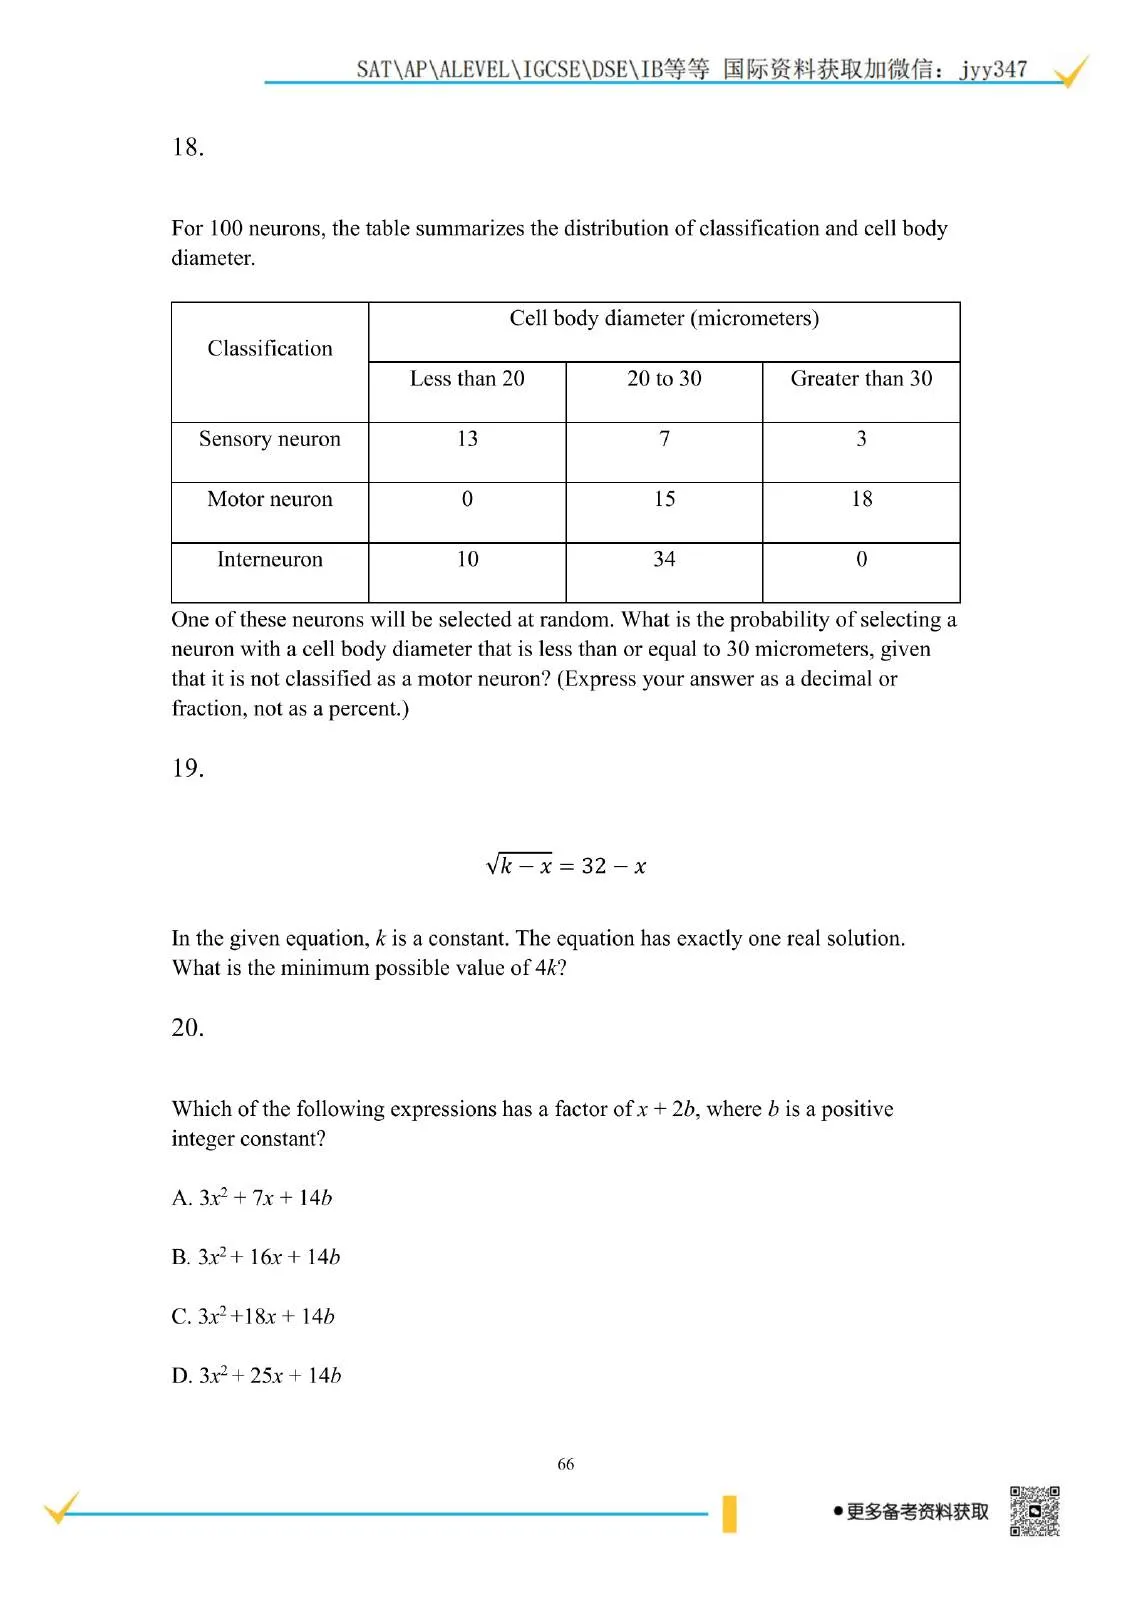 SAT\AP\ALEVEL\IGCSE\DSE\IB等等 国际资料获取加微信: jyy347
18.
For 100 neurons, the table summarizes the distribution of classification and cell body
diameter.
Classification
Cell body diameter (micrometers)
Less than 20 20 to 30 Greater than 30
Sensory neuron 13 7 3
Motor neuron 0 15 18
Interneuron 10 34 0
One of these neurons will be selected at random. What is the probability of selecting a
neuron with a cell body diameter that is less than or equal to 30 micrometers, given
that it is not classified as a motor neuron? (Express your answer as a decimal or
fraction, not as a percent.)
19.
√k − x = 32 − x
In the given equation, k is a constant. The equation has exactly one real solution.
What is the minimum possible value of 4k?
20.
Which of the following expressions has a factor of x + 2b, where b is a positive
integer constant?
A. 3x² + 7x + 14b
B. 3x² + 16x + 14b
C. 3x² +18x + 14b
D. 3x² + 25x + 14b
66
●更多备考资料获取